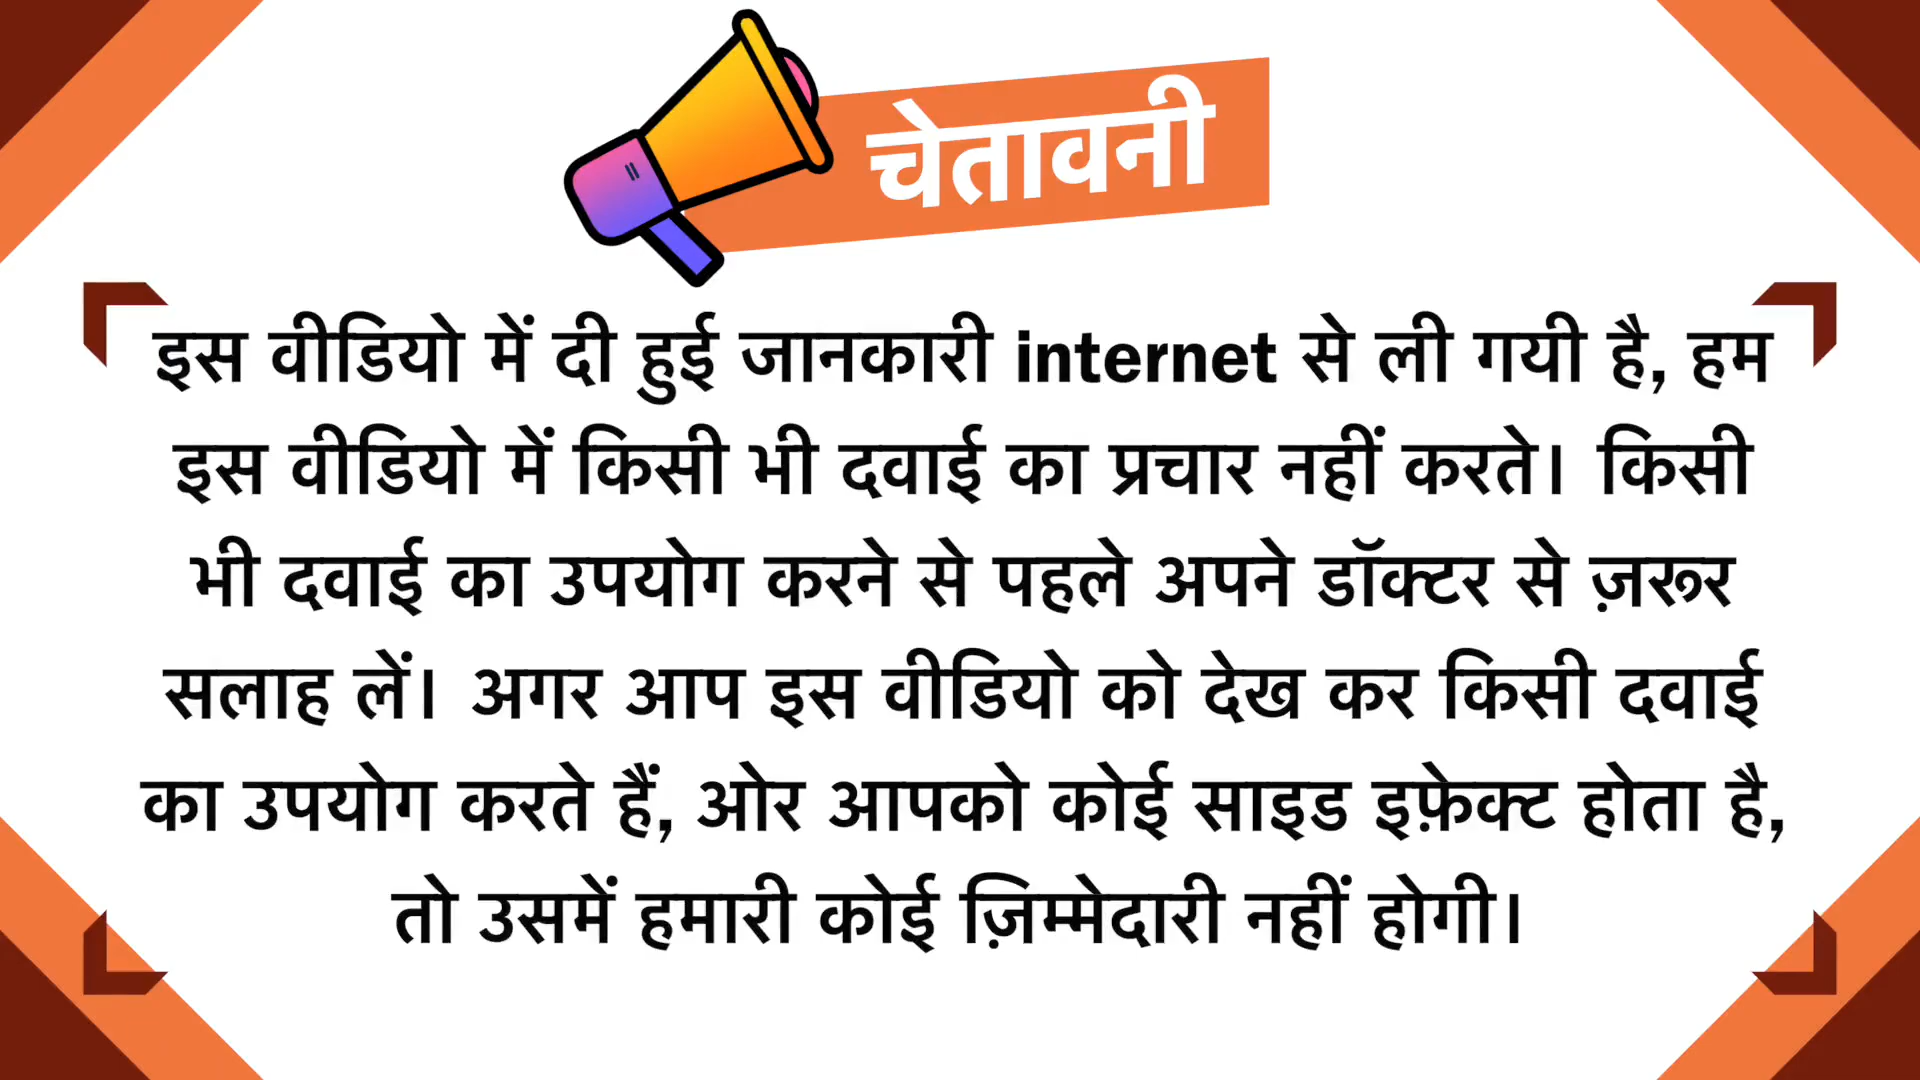 चेतावनी
इस वीडियो में दी हुई जानकारी internet से ली गयी है, हम
इस वीडियो में किसी भी दवाई का प्रचार नहीं करते। किसी
भी दवाई का उपयोग करने से पहले अपने डॉक्टर से ज़रूर
सलाह लें। अगर आप इस वीडियो को देख कर किसी दवाई
का उपयोग करते हैं, ओर आपको कोई साइड इफ़ेक्ट होता है,
तो उसमें हमारी कोई ज़िम्मेदारी नहीं होगी।